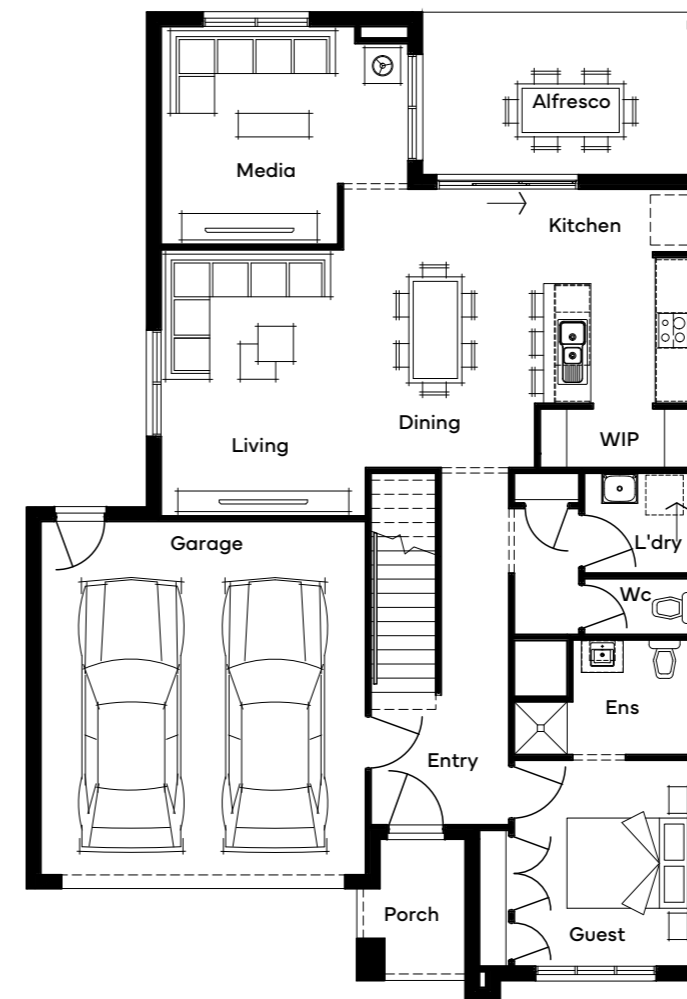 Alfresco
Media
Kitchen
Dining
WIP
Living
Garage
L'dry
Wc
Ens
Entry
Porch
Guest